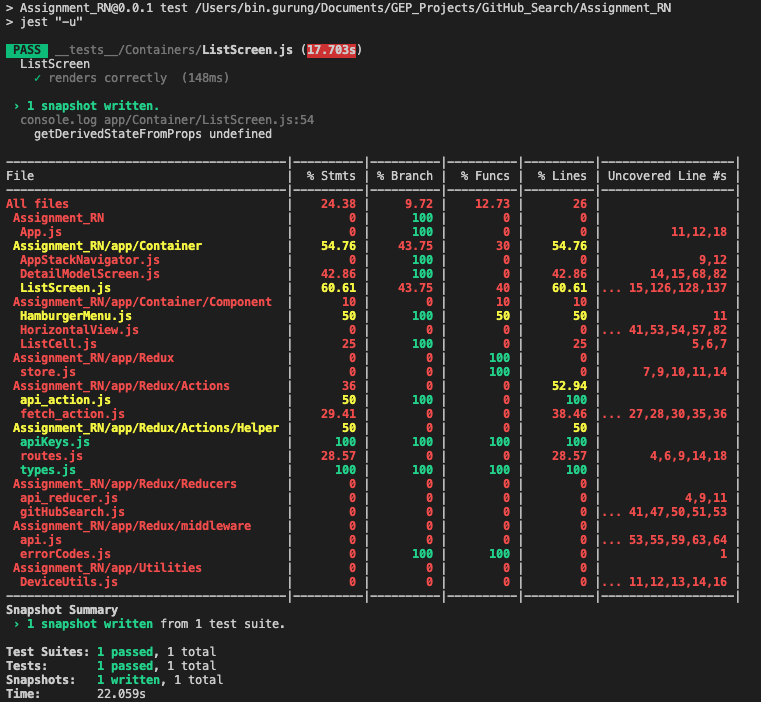 > Assignment_RN@0.0.1 test /Users/bin.gurung/Documents/GEP_Projects/GitHub_Search/Assignment_RN
> jest "-u"
PASS __tests__/Containers/ListScreen.js (17.703s)
ListScreen
✓ renders correctly (148ms)
› 1 snapshot written.
console.log app/Container/ListScreen.js:54
getDerivedStateFromProps undefined
File | % Stmts | % Branch | % Funcs | % Lines | Uncovered Line #s |
All files | 24.38 | 9.72 | 12.73 | 26 | |
Assignment_RN | 0 | 100 | 0 | 0 | |
App.js | 0 | 100 | 0 | 0 | 11,12,18 |
Assignment_RN/app/Container | 54.76 | 43.75 | 30 | 54.76 | |
AppStackNavigator.js | 0 | 100 | 0 | 0 | 9,12 |
DetailModelScreen.js | 42.86 | 100 | 0 | 42.86 | 14,15,68,82 |
ListScreen.js | 60.61 | 43.75 | 40 | 60.61 |... 15,126,128,137 |
Assignment_RN/app/Container/Component | 10 | 0 | 10 | 10 | |
HamburgerMenu.js | 50 | 100 | 50 | 50 | 11 |
HorizontalView.js | 0 | 0 | 0 | 0 |... 41,53,54,57,82 |
ListCell.js | 25 | 100 | 0 | 25 | 5,6,7 |
Assignment_RN/app/Redux | 0 | 0 | 100 | 0 | |
store.js | 0 | 0 | 100 | 0 | 7,9,10,11,14 |
Assignment_RN/app/Redux/Actions | 36 | 0 | 0 | 52.94 | |
api_action.js | 50 | 100 | 0 | 100 | |
fetch_action.js | 29.41 | 0 | 0 | 38.46 |... 27,28,30,35,36 |
Assignment_RN/app/Redux/Actions/Helper | 50 | 0 | 0 | 50 | |
apiKeys.js | 100 | 100 | 100 | 100 | |
routes.js | 28.57 | 0 | 0 | 28.57 | 4,6,9,14,18 |
types.js | 100 | 100 | 100 | 100 | |
Assignment_RN/app/Redux/Reducers | 0 | 0 | 0 | 0 | |
api_reducer.js | 0 | 0 | 0 | 0 | 4,9,11 |
gitHubSearch.js | 0 | 0 | 0 | 0 |... 41,47,50,51,53 |
Assignment_RN/app/Redux/middleware | 0 | 0 | 0 | 0 | |
api.js | 0 | 0 | 0 | 0 |... 53,55,59,63,64 |
errorCodes.js | 0 | 100 | 100 | 0 | 1 |
Assignment_RN/app/Utilities | 0 | 0 | 0 | 0 | |
DeviceUtils.js | 0 | 0 | 0 | 0 |... 11,12,13,14,16 |
Snapshot Summary
› 1 snapshot written from 1 test suite.
Test Suites: 1 passed, 1 total
Tests: 1 passed, 1 total
Snapshots: 1 written, 1 total
Time: 22.059s